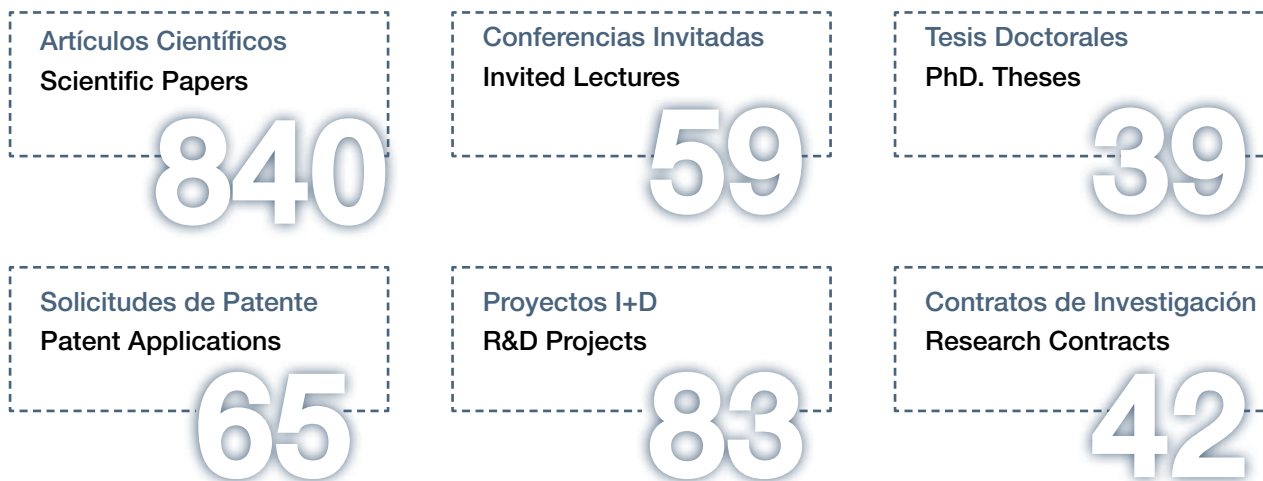 Artículos Científicos
Scientific Papers
840
Conferencias Invitadas
Invited Lectures
59
Tesis Doctorales
PhD. Theses
39
Solicitudes de Patente
Patent Applications
65
Proyectos I+D
R&D Projects
83
Contratos de Investigación
Research Contracts
42